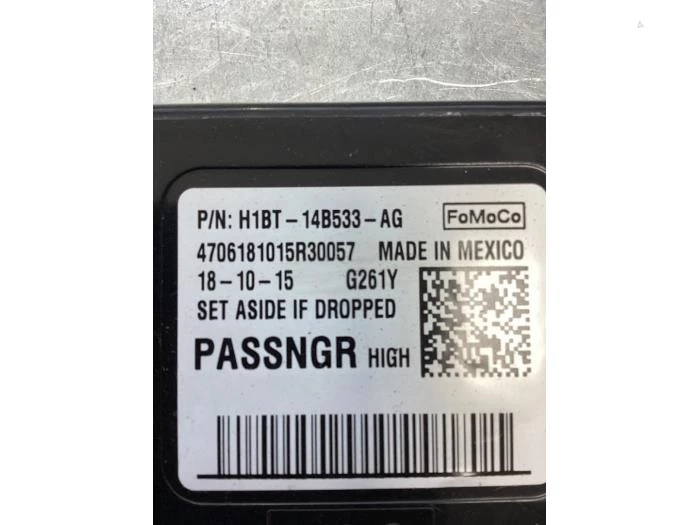 P/N: H1BT-14B533-AG FoMoCo
4706181015R30057 MADE IN MEXICO
18-10-15 G261Y
SET ASIDE IF DROPPED
PASSNGR HIGH